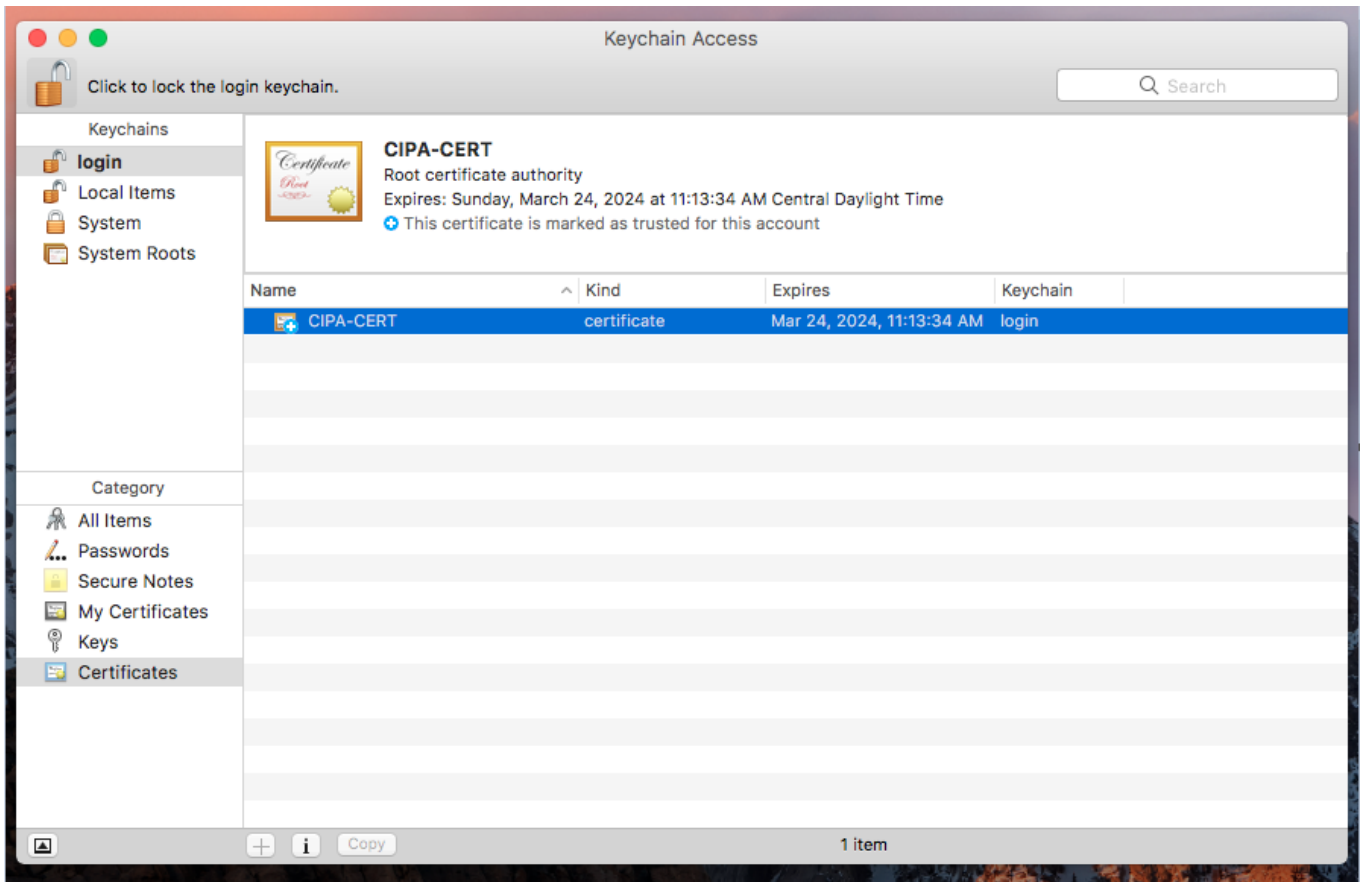 Keychain Access
Click to lock the login keychain.
Search
Keychains
login
Local Items
System
System Roots
Certificate
Root
CIPA-CERT
Root certificate authority
Expires: Sunday, March 24, 2024 at 11:13:34 AM Central Daylight Time
This certificate is marked as trusted for this account
Name Kind Expires Keychain
CIPA-CERT certificate Mar 24, 2024, 11:13:34 AM login
Category
All Items
Passwords
Secure Notes
My Certificates
Keys
Certificates
+ i Copy 1 item